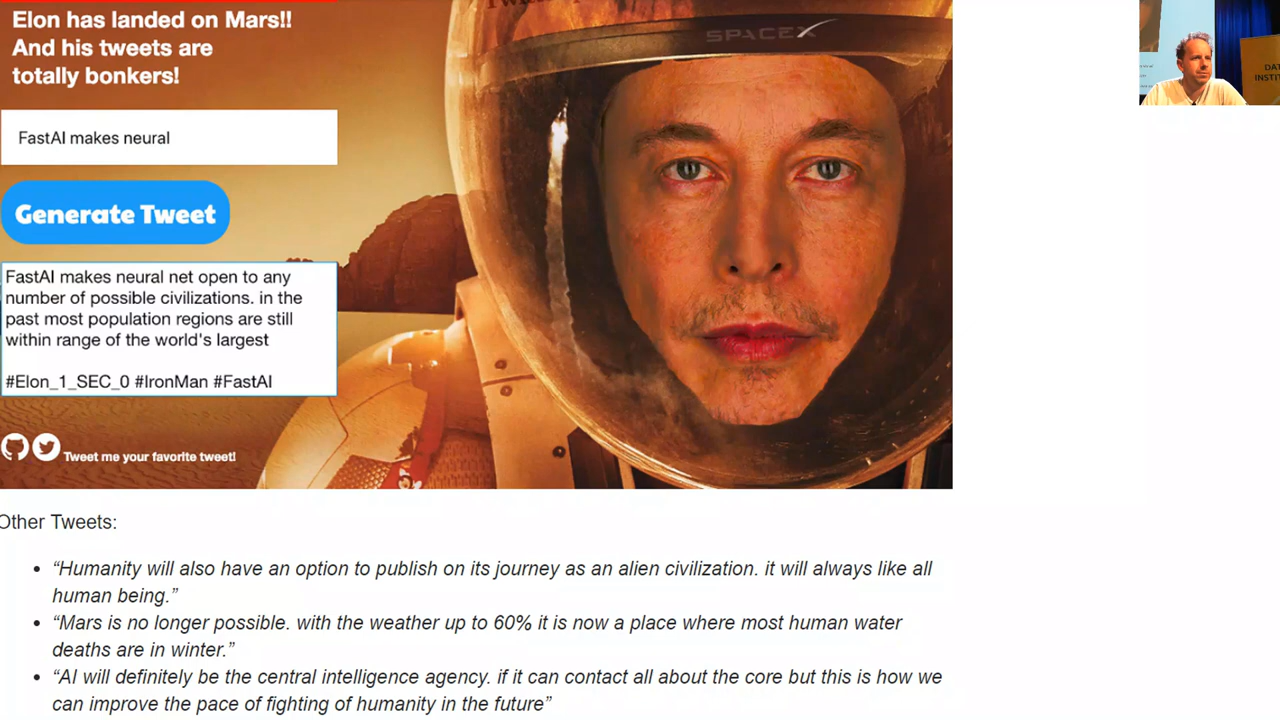 Elon has landed on Mars!!
And his tweets are
totally bonkers!
SPACEX
FastAI makes neural
Generate Tweet
FastAI makes neural net open to any
number of possible civilizations. in the
past most population regions are still
within range of the world's largest
#Elon_1_SEC_0 #IronMan #FastAI
Tweet me your favorite tweet!
Other Tweets:
“Humanity will also have an option to publish on its journey as an alien civilization. it will always like all
human being.”
“Mars is no longer possible. with the weather up to 60% it is now a place where most human water
deaths are in winter.”
“AI will definitely be the central intelligence agency. if it can contact all about the core but this is how we
can improve the pace of fighting of humanity in the future”